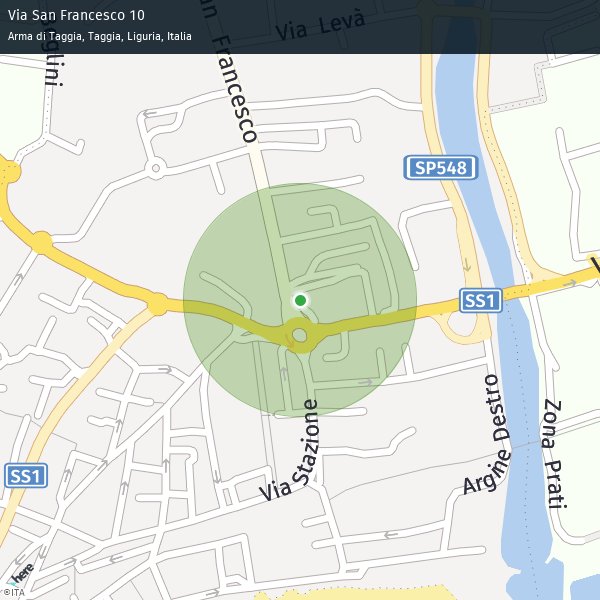 Via San Francesco 10
Arma di Taggia, Taggia, Liguria, Italia
Via Levà
Francesco
SP548
SS1
SS1
Via Stazione
Argine Destro
Zona Prati
here
©ITA